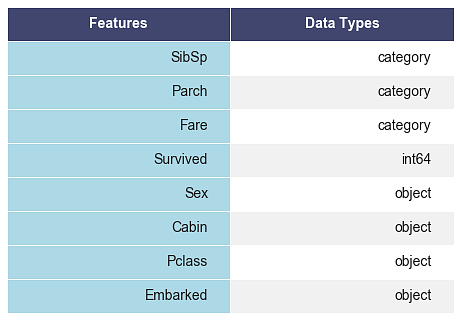 Features Data Types
SibSp category
Parch category
Fare category
Survived int64
Sex object
Cabin object
Pclass object
Embarked object